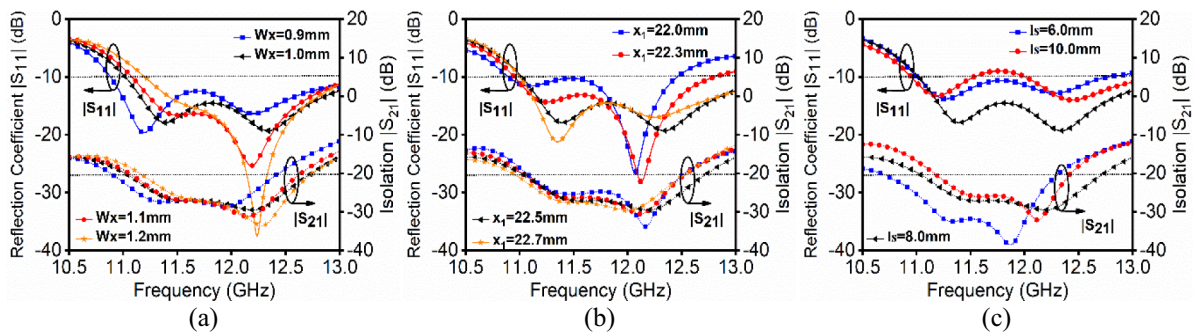 Reflection Coefficient |S11| (dB)
0
-10
-20
-30
-40
Wx=0.9mm
Wx=1.0mm
|S11|
|S21|
Wx=1.1mm
Wx=1.2mm
40
30
20
10
0
-10
-20
-30
-40
Isolation |S21| (dB)
10.5 11.0 11.5 12.0 12.5 13.0
Frequency (GHz)
(a)
Reflection Coefficient |S11| (dB)
0
-10
-20
-30
-40
x1=22.0mm
x1=22.3mm
|S11|
|S21|
x1=22.5mm
x1=22.7mm
40
30
20
10
0
-10
-20
-30
-40
Isolation |S21| (dB)
10.5 11.0 11.5 12.0 12.5 13.0
Frequency (GHz)
(b)
Reflection Coefficient |S11| (dB)
0
-10
-20
-30
-40
ls=6.0mm
ls=10.0mm
|S11|
|S21|
ls=8.0mm
40
30
20
10
0
-10
-20
-30
-40
Isolation |S21| (dB)
10.5 11.0 11.5 12.0 12.5 13.0
Frequency (GHz)
(c)